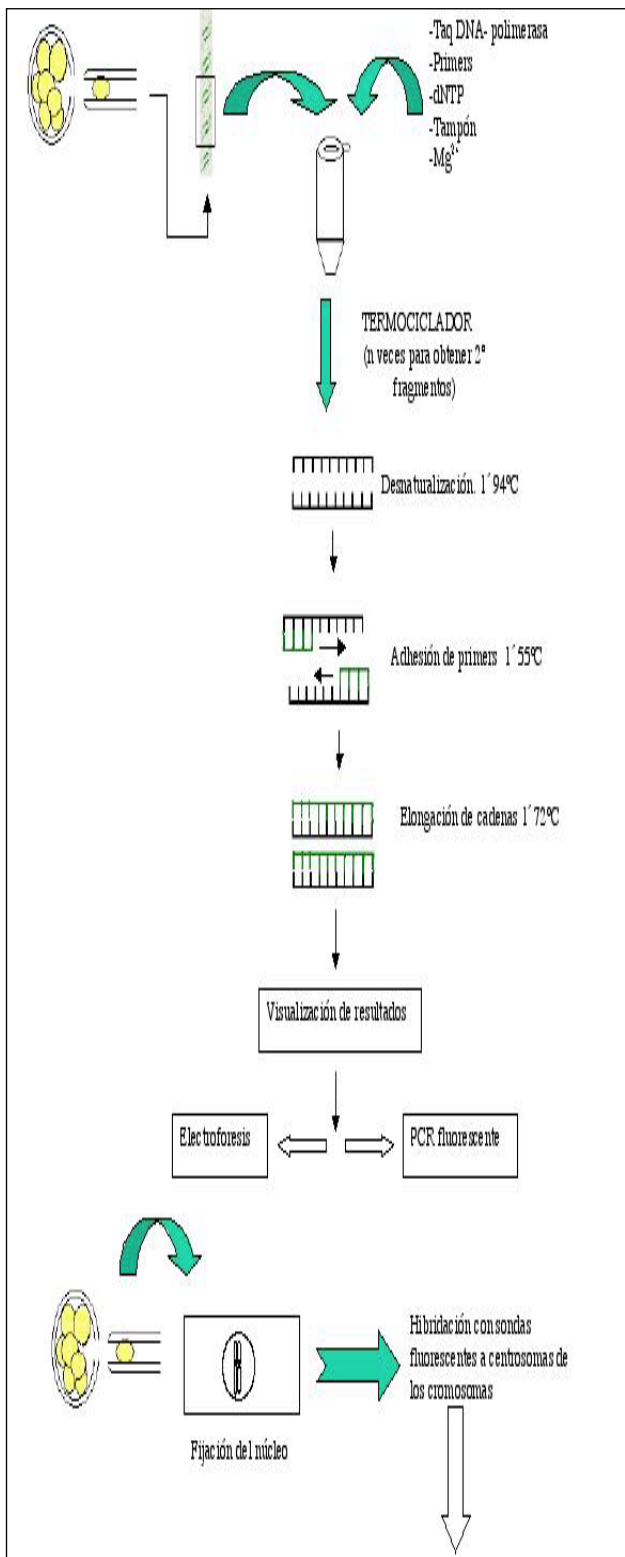 -Taq DNA- polimerasa
-Primers
-dNTP
-Tampón
-Mg²⁺
TERMOCICLADOR
(n veces para obtener 2ⁿ
fragmentos)
Desnaturalización. 1´94ºC
Adhesión de primers 1´55ºC
Elongación de cadenas 1´72ºC
Visualización de resultados
Electroforesis
PCR fluorescente
Hibridación con sondas
fluorescentes a centrosomas de
los cromosomas
Fijación del núcleo